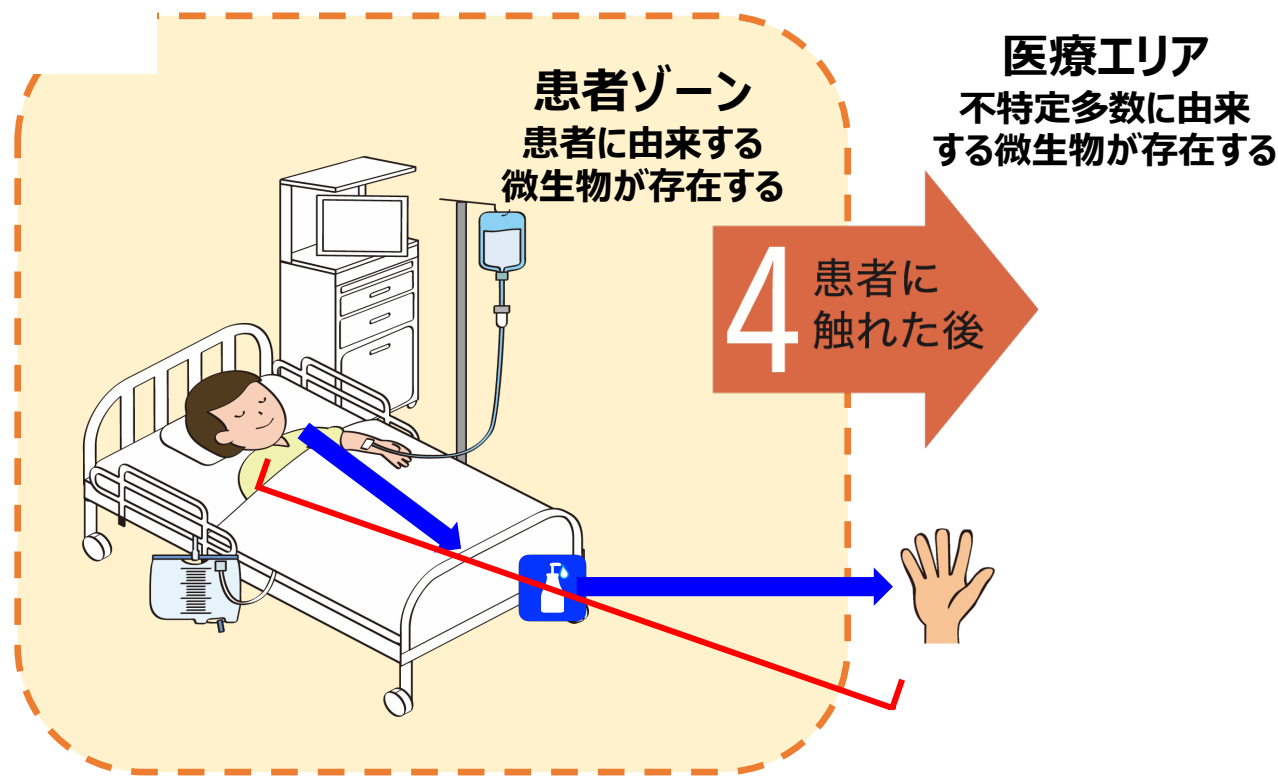 患者ゾーン
患者に由来する
微生物が存在する
医療エリア
不特定多数に由来
する微生物が存在する
4
患者に
触れた後